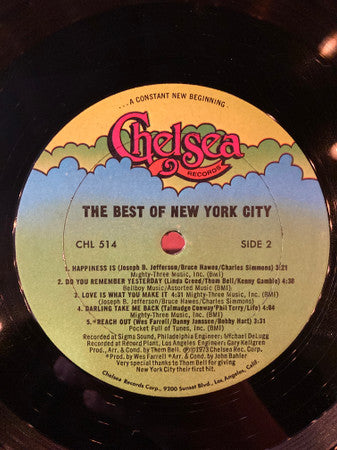 ...A CONSTANT NEW BEGINNING.
Chelsea
RECORDS
THE BEST OF NEW YORK CITY
CHL 514 SIDE 2
1. HAPPINESS IS (Joseph B. Jefferson/Bruce Hawes/Charles Simmons) 3:21
Mighty-Three Music, Inc. (BMI)
2. DO YOU REMEMBER YESTERDAY (Linda Creed/Thom Bell/Kenny Gamble) 4:38
Bellboy Music/Assorted Music (BMI)
3. LOVE IS WHAT YOU MAKE IT 4:31 Mighty-Three Music, Inc. (BMI)
(Joseph B. Jefferson/Bruce Hawes/Charles Simmons)
4. DARLING TAKE ME BACK (Talmudge Conway/Phil Terry/Life) 4:04
Mighty-Three Music, Inc. (BMI)
5. *REACH OUT (Wes Farrell/Danny Janssen/Bobby Hart) 3:31
Pocket Full of Tunes, Inc. (BMI)
Recorded at Sigma Sound, Philadelphia Engineer: Michael DeLugg
Recorded at Record Plant, Los Angeles Engineer: Gary Kellgren
Prod., Arr. & Cond. by Thom Bell. ℗©1973 Chelsea Rec. Corp.
*Prod. by Wes Farrell *Arr. & Cond. by John Bahler
Very special thanks to Thom Bell for giving
New York City their first hit.
Chelsea Records Corp., 9200 Sunset Blvd., Los Angeles, Calif.